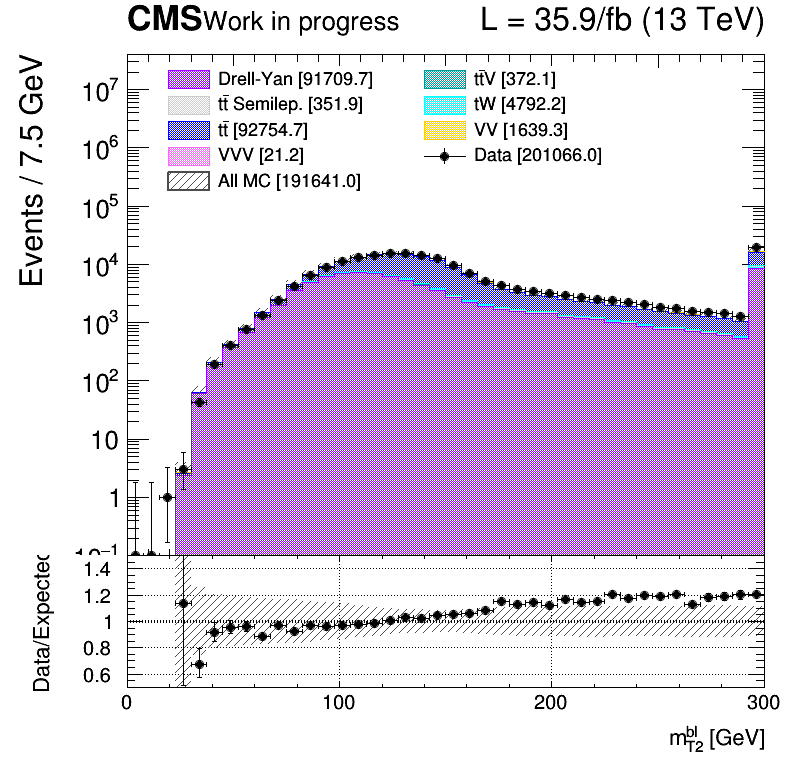 CMS Work in progress L = 35.9/fb (13 TeV)
Events / 7.5 GeV
Drell-Yan [91709.7]
tt̄V [372.1]
tt̄ Semilep. [351.9]
tW [4792.2]
tt̄ [92754.7]
VV [1639.3]
VVV [21.2]
Data [201066.0]
All MC [191641.0]
10⁷
10⁶
10⁵
10⁴
10³
10²
10
1
10⁻¹
Data/Expected
1.4
1.2
1
0.8
0.6
0 100 200 300
m_{T2}^{bl} [GeV]